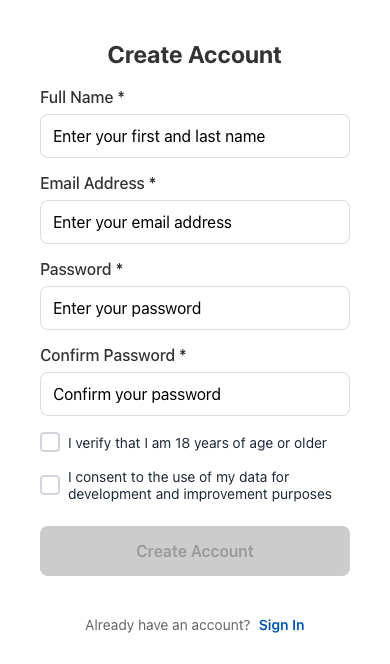 Create Account
Full Name *
Enter your first and last name
Email Address *
Enter your email address
Password *
Enter your password
Confirm Password *
Confirm your password
I verify that I am 18 years of age or older
I consent to the use of my data for
development and improvement purposes
Create Account
Already have an account? Sign In